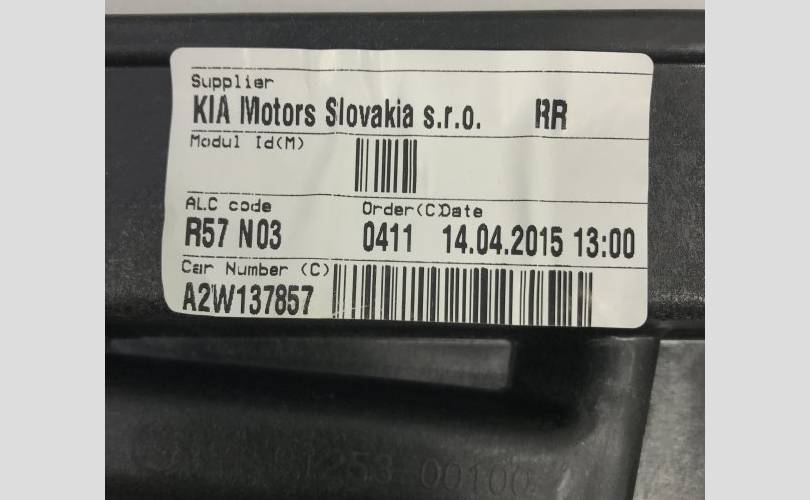 Supplier
KIA Motors Slovakia s.r.o. RR
Modul Id(M)
ALC code Order(C)Date
R57 N03 0411 14.04.2015 13:00
Car Number (C)
A2W137857
00100